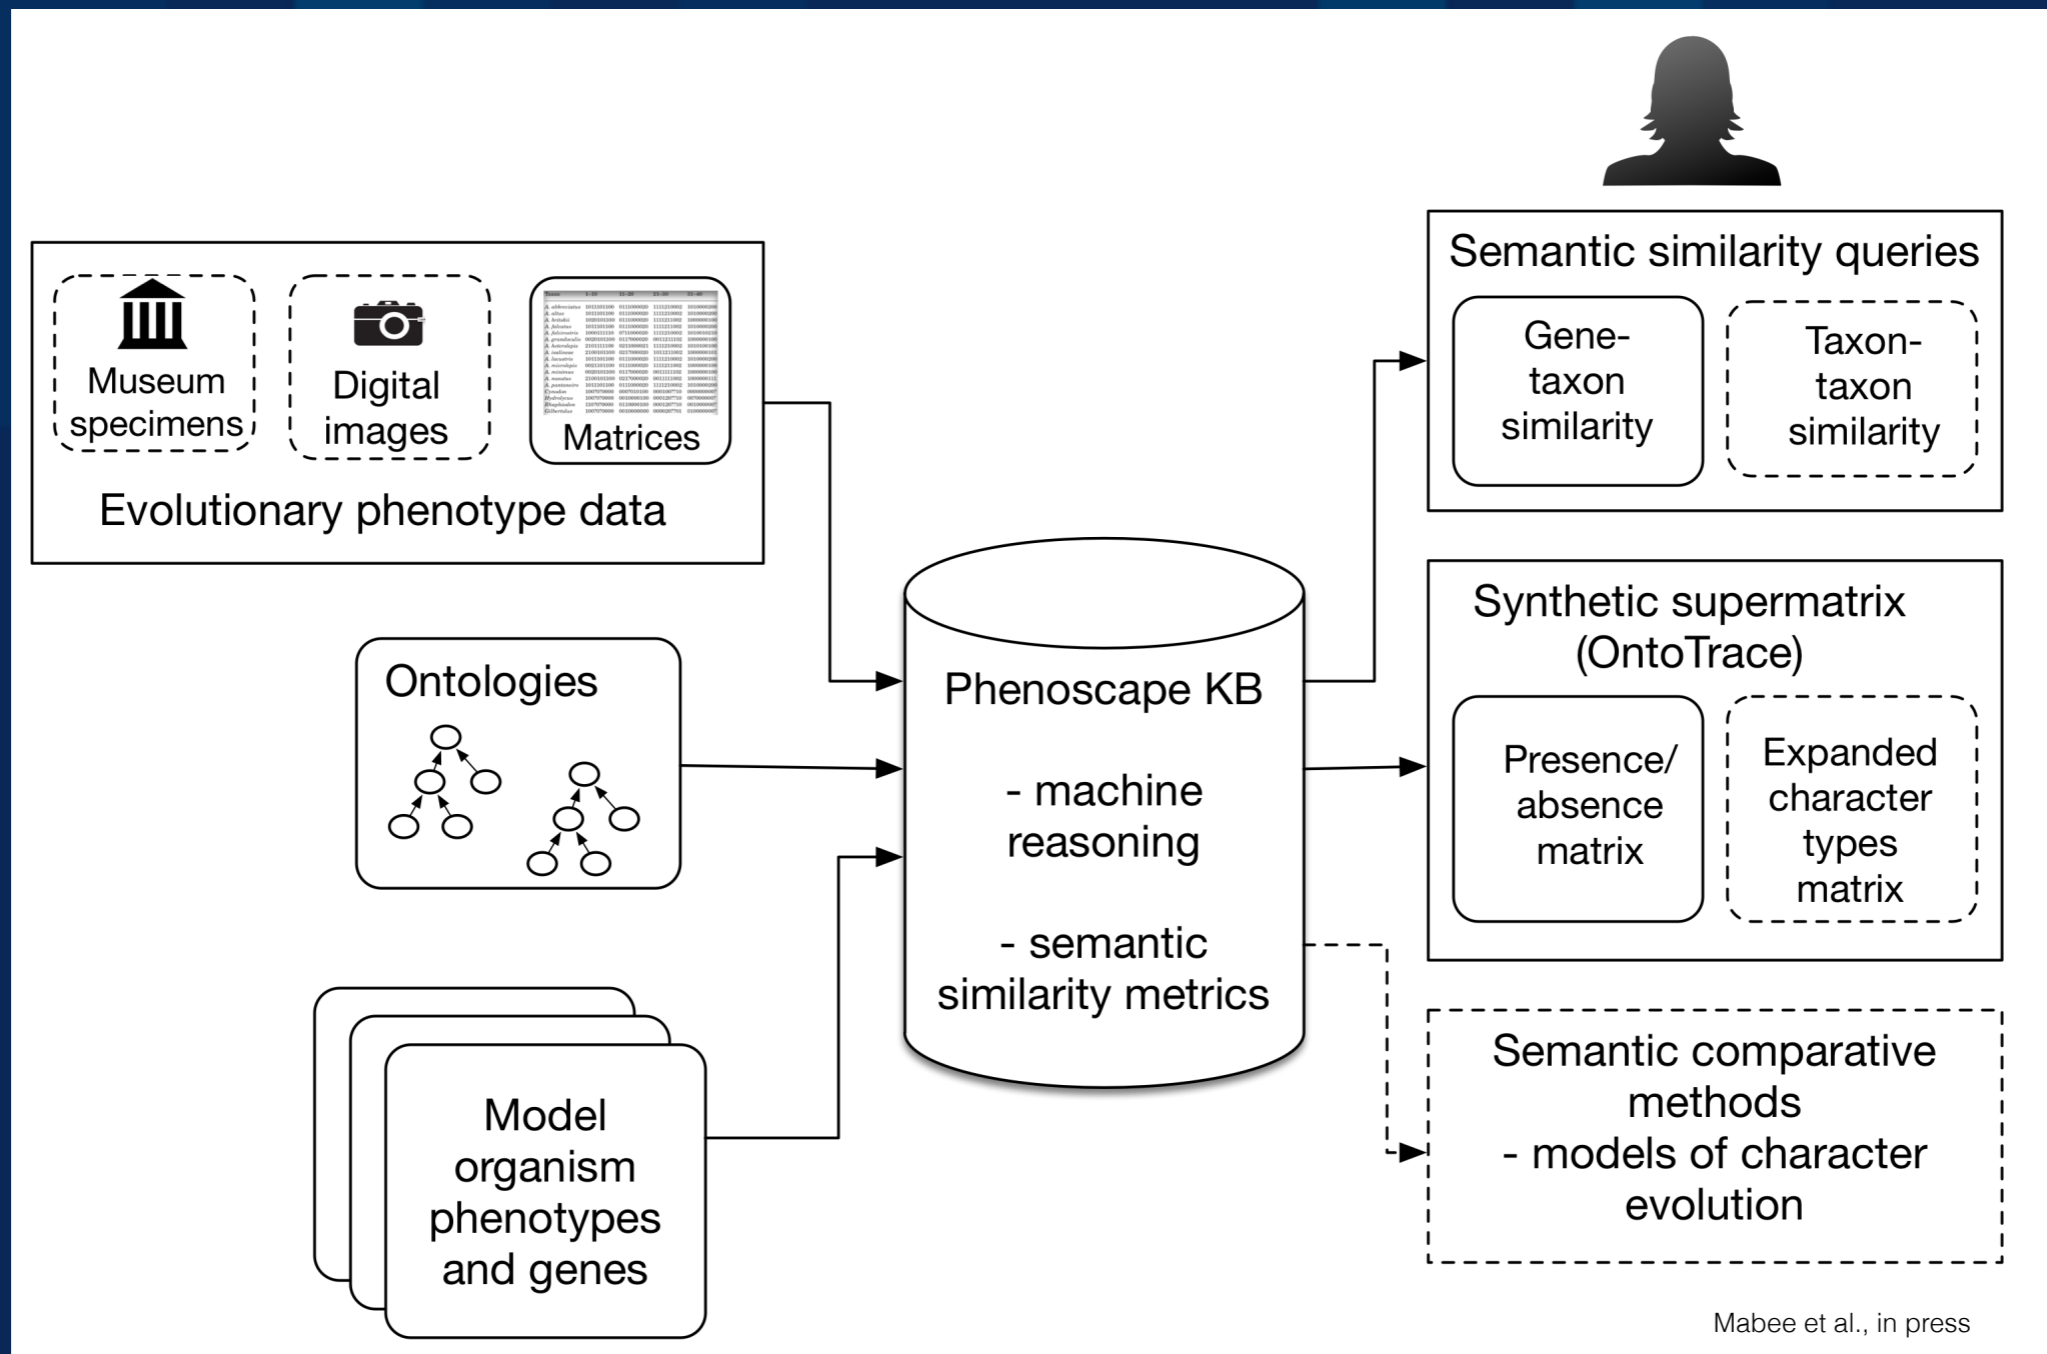 Museum
specimens
Digital
images
Matrices
Evolutionary phenotype data
Ontologies
Model
organism
phenotypes
and genes
Phenoscape KB
- machine
reasoning
- semantic
similarity metrics
Semantic similarity queries
Gene-
taxon
similarity
Taxon-
taxon
similarity
Synthetic supermatrix
(OntoTrace)
Presence/
absence
matrix
Expanded
character
types
matrix
Semantic comparative
methods
- models of character
evolution
Mabee et al., in press